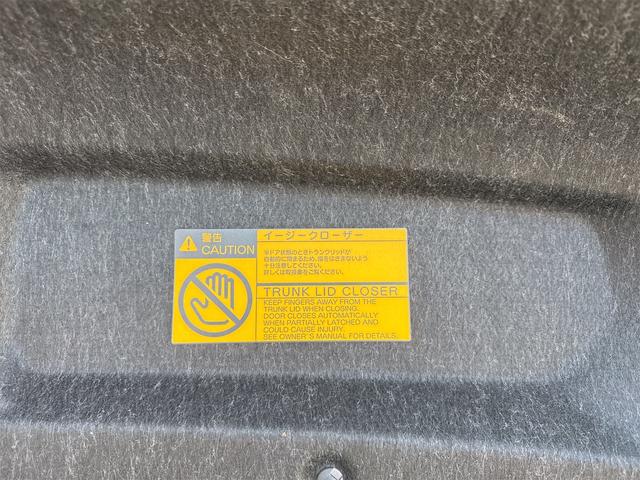 警告
CAUTION
イージークローザー
半ドア状態のときトランクリッドが
自動的に閉まるため、指をはさまないよう
十分注意してください。
詳しくは取扱書をご覧ください。
TRUNK LID CLOSER
KEEP FINGERS AWAY FROM THE
TRUNK LID WHEN CLOSING.
DOOR CLOSES AUTOMATICALLY
WHEN PARTIALLY LATCHED AND
COULD CAUSE INJURY.
SEE OWNER'S MANUAL FOR DETAILS.